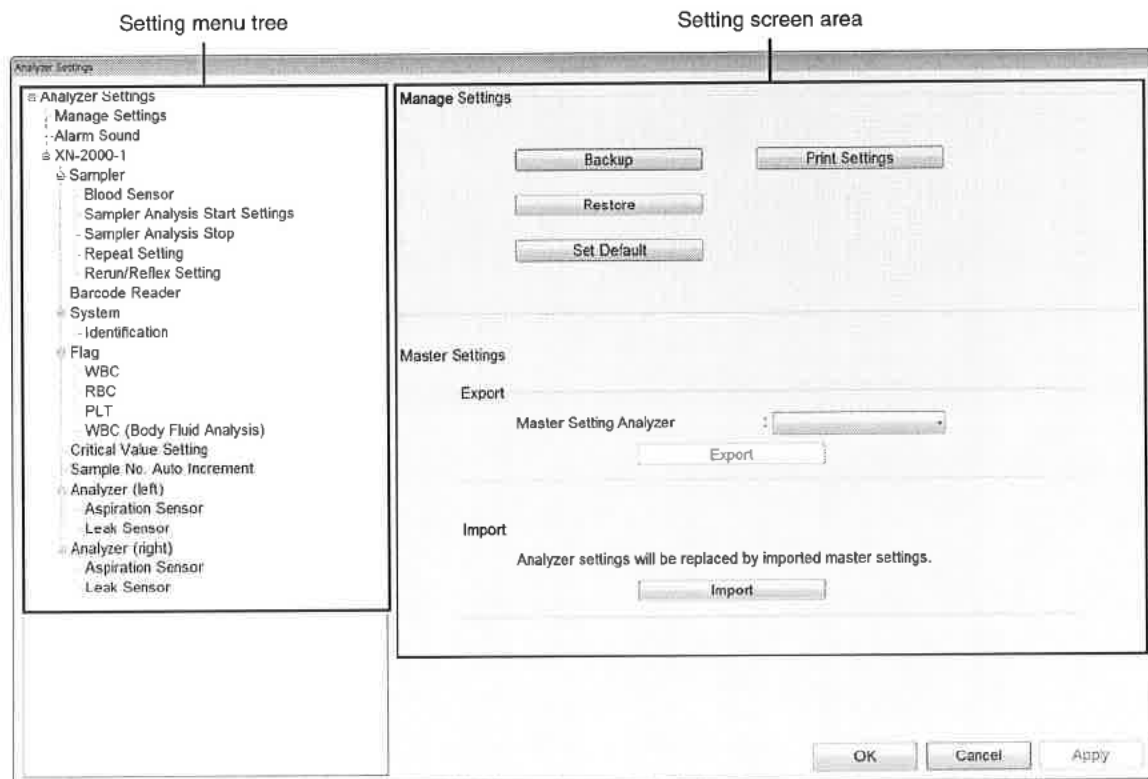 Setting menu tree
Setting screen area
Analyzer Settings
Analyzer Settings
Manage Settings
Alarm Sound
XN-2000-1
Sampler
Blood Sensor
Sampler Analysis Start Settings
Sampler Analysis Stop
Repeat Setting
Rerun/Reflex Setting
Barcode Reader
System
Identification
Flag
WBC
RBC
PLT
WBC (Body Fluid Analysis)
Critical Value Setting
Sample No. Auto Increment
Analyzer (left)
Aspiration Sensor
Leak Sensor
Analyzer (right)
Aspiration Sensor
Leak Sensor
Manage Settings
Backup
Print Settings
Restore
Set Default
Master Settings
Export
Master Setting Analyzer :
Export
Import
Analyzer settings will be replaced by imported master settings.
Import
OK
Cancel
Apply